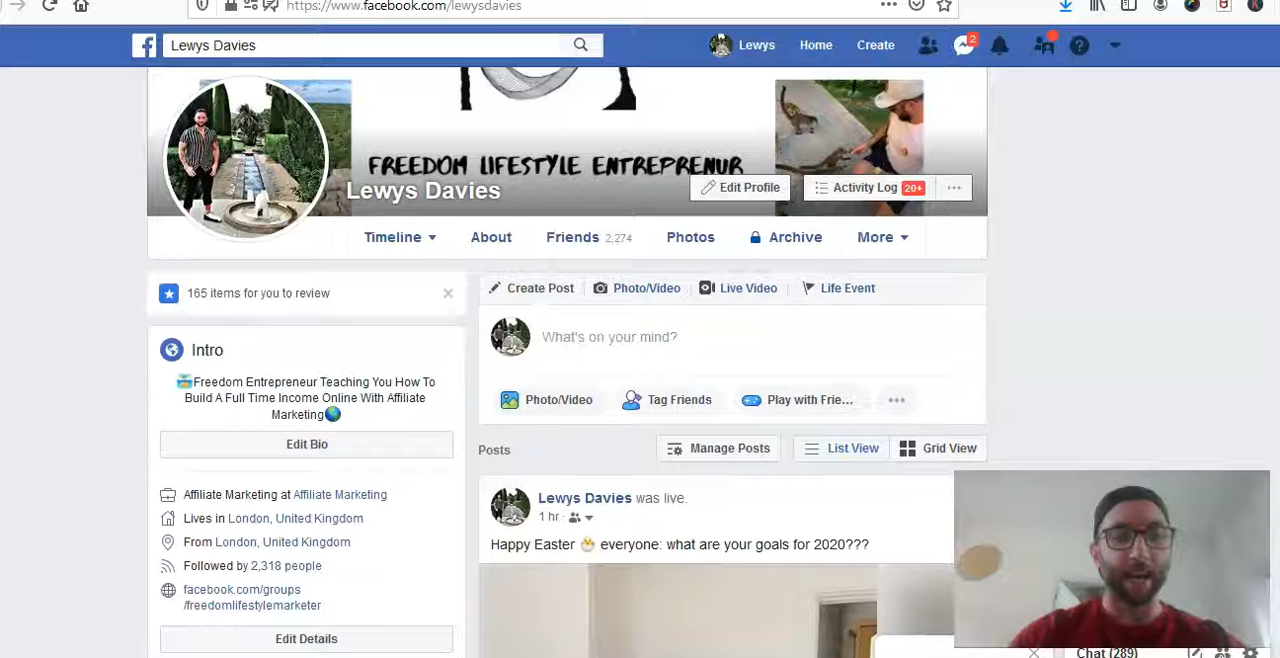 https://www.facebook.com/lewysdavies
Lewys Davies
Lewys
Home
Create
2
FREEDOM LIFESTYLE ENTREPRENUR
Lewys Davies
Edit Profile
Activity Log 20+
Timeline
About
Friends 2,274
Photos
Archive
More
165 items for you to review
Create Post
Photo/Video
Live Video
Life Event
What's on your mind?
Intro
Freedom Entrepreneur Teaching You How To
Build A Full Time Income Online With Affiliate
Marketing
Edit Bio
Photo/Video
Tag Friends
Play with Frie...
Posts
Manage Posts
List View
Grid View
Affiliate Marketing at Affiliate Marketing
Lives in London, United Kingdom
From London, United Kingdom
Followed by 2,318 people
facebook.com/groups
/freedomlifestylemarketer
Edit Details
Lewys Davies was live.
1 hr
Happy Easter everyone: what are your goals for 2020???
Chat (289)